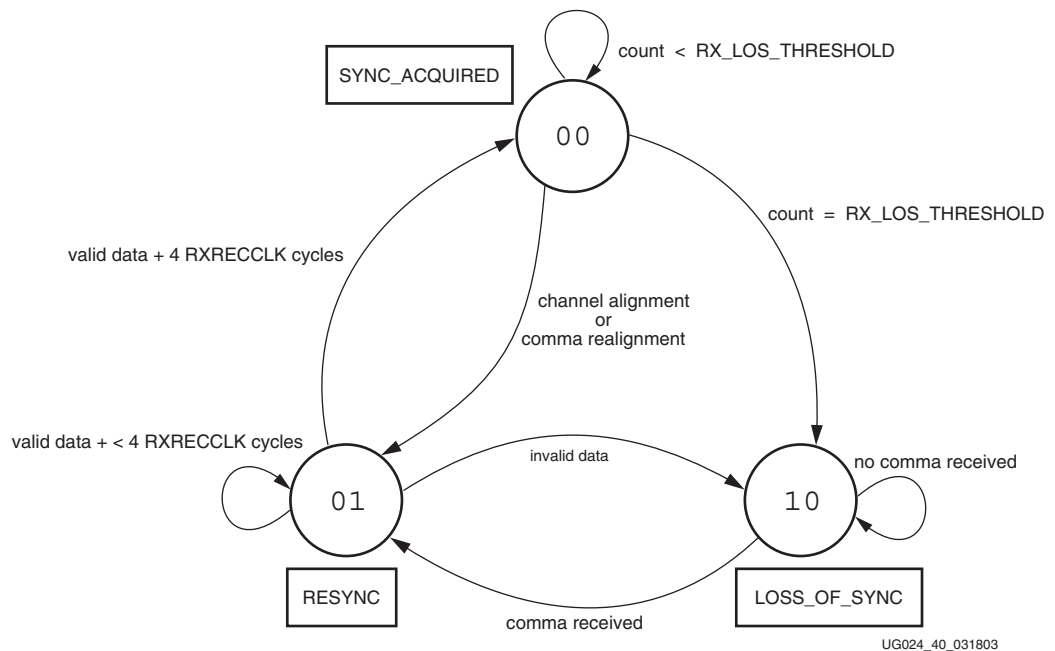 count < RX_LOS_THRESHOLD
SYNC_ACQUIRED
00
count = RX_LOS_THRESHOLD
valid data + 4 RXRECCLK cycles
channel alignment
or
comma realignment
valid data + < 4 RXRECCLK cycles
invalid data
no comma received
01
10
RESYNC
LOSS_OF_SYNC
comma received
UG024_40_031803